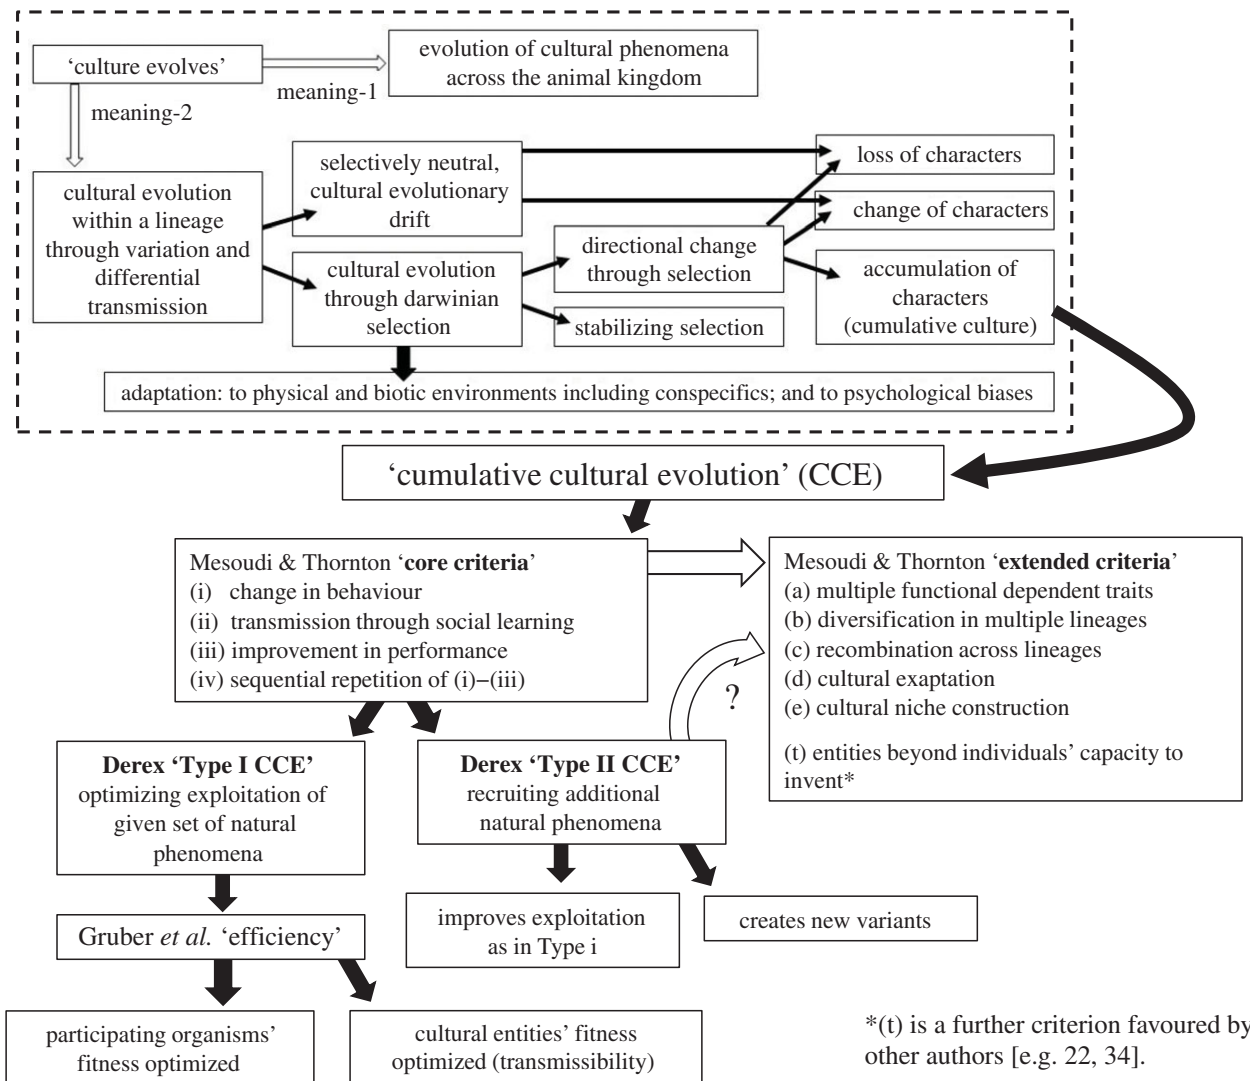 'culture evolves'
meaning-1
evolution of cultural phenomena
across the animal kingdom
meaning-2
cultural evolution
within a lineage
through variation and
differential
transmission
selectively neutral,
cultural evolutionary
drift
cultural evolution
through darwinian
selection
directional change
through selection
stabilizing selection
loss of characters
change of characters
accumulation of
characters
(cumulative culture)
adaptation: to physical and biotic environments including conspecifics; and to psychological biases
'cumulative cultural evolution' (CCE)
Mesoudi & Thornton 'core criteria'
(i) change in behaviour
(ii) transmission through social learning
(iii) improvement in performance
(iv) sequential repetition of (i)–(iii)
Mesoudi & Thornton 'extended criteria'
(a) multiple functional dependent traits
(b) diversification in multiple lineages
(c) recombination across lineages
(d) cultural exaptation
(e) cultural niche construction
(t) entities beyond individuals' capacity to
invent*
?
Derex 'Type I CCE'
optimizing exploitation of
given set of natural
phenomena
Derex 'Type II CCE'
recruiting additional
natural phenomena
Gruber et al. 'efficiency'
improves exploitation
as in Type i
creates new variants
participating organisms'
fitness optimized
cultural entities' fitness
optimized (transmissibility)
*(t) is a further criterion favoured by
other authors [e.g. 22, 34].